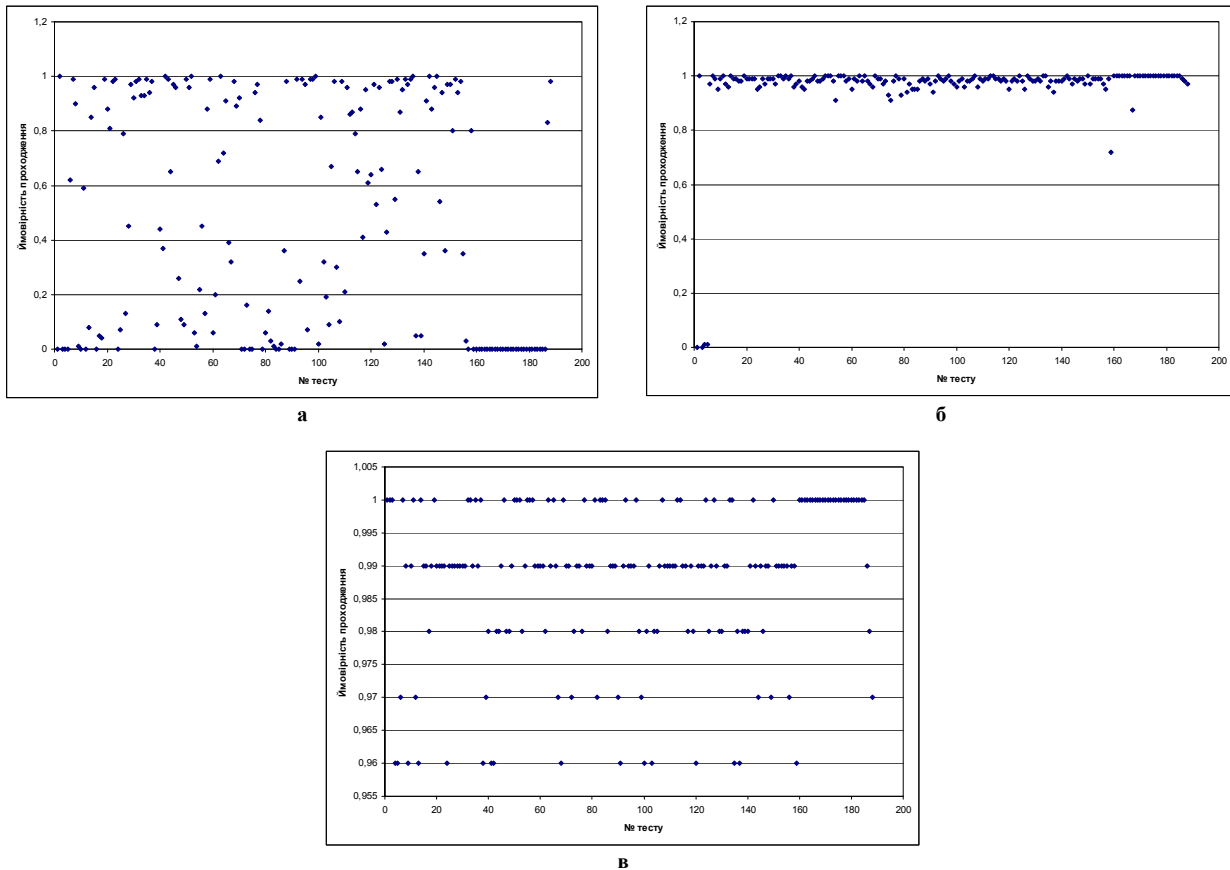 1,2
1
0,8
0,6
0,4
0,2
0
Ймовірність проходження
0 20 40 60 80 100 120 140 160 180 200
№ тесту
а
1,2
1
0,8
0,6
0,4
0,2
0
Ймовірність проходження
0 20 40 60 80 100 120 140 160 180 200
№ тесту
б
1,005
1
0,995
0,99
0,985
0,98
0,975
0,97
0,965
0,96
0,955
Ймовірність проходження
0 20 40 60 80 100 120 140 160 180 200
№ тесту
в